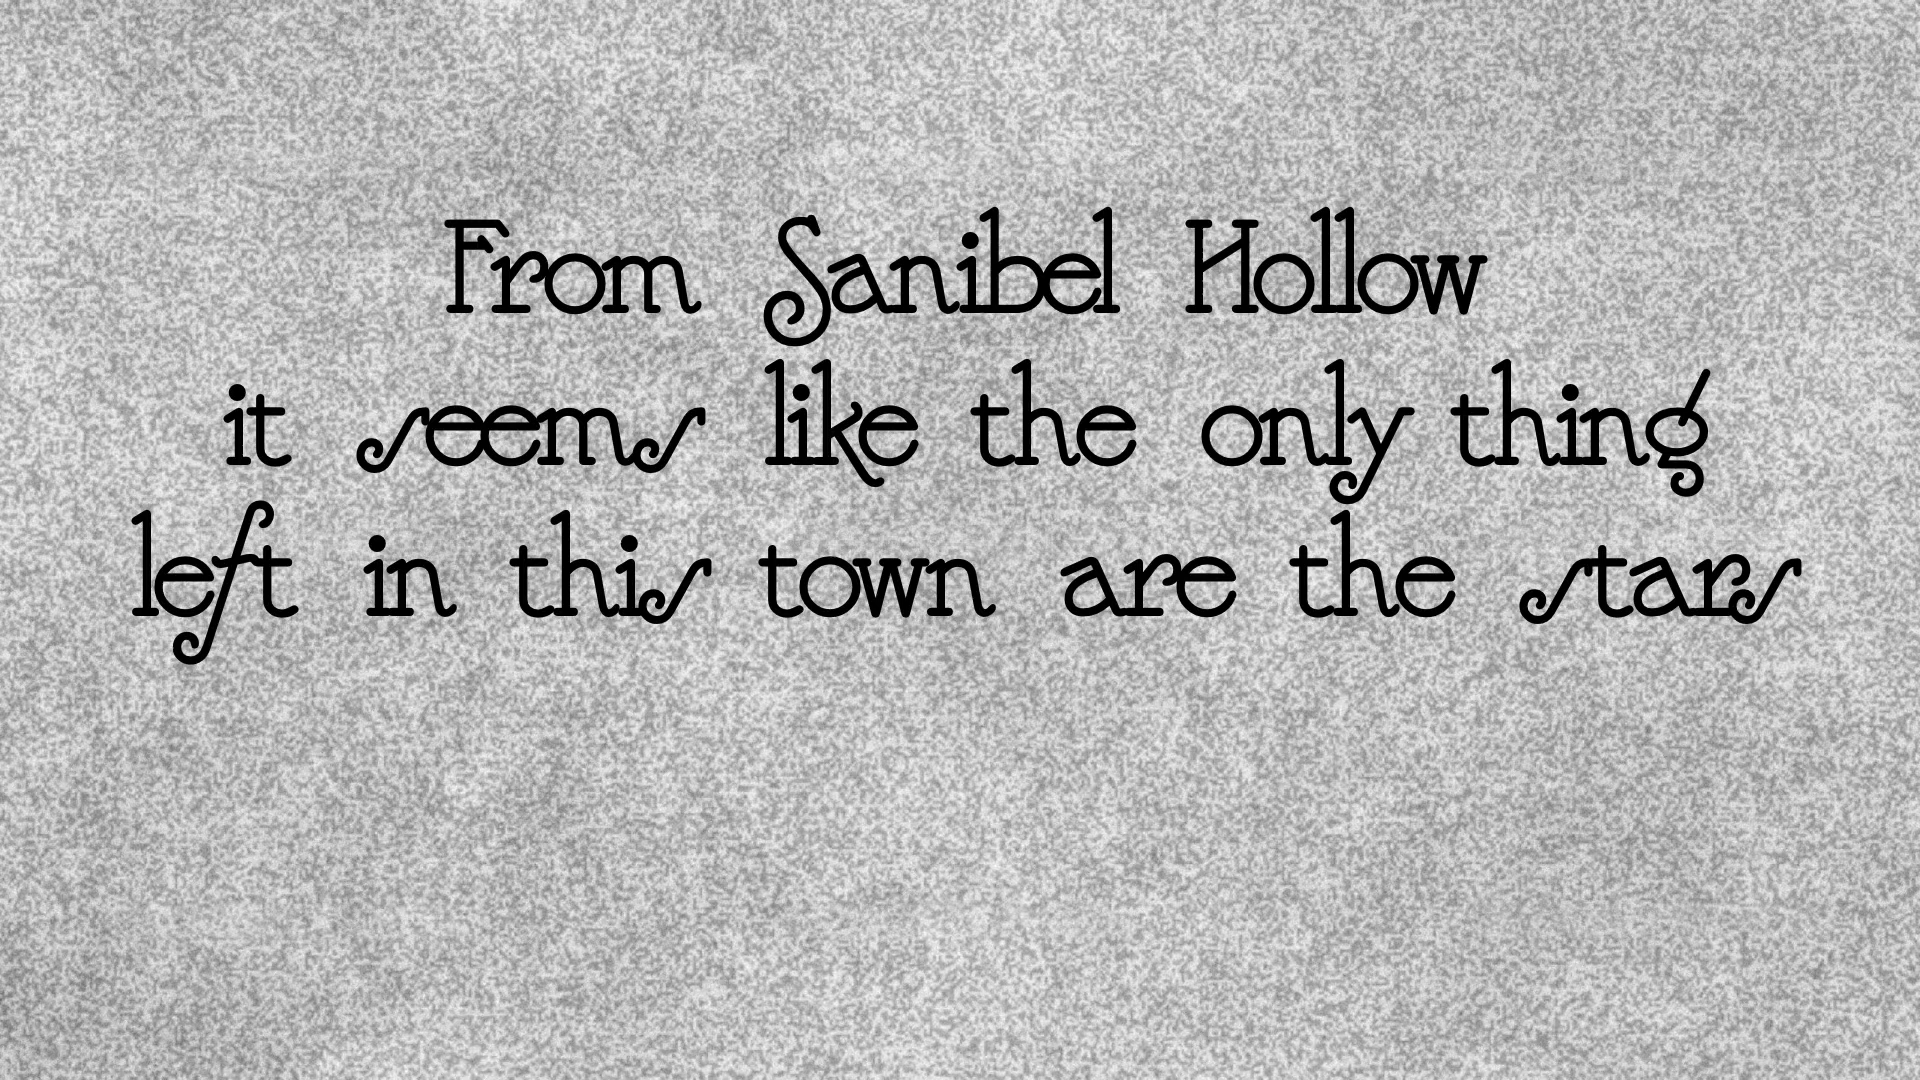 From Sanibel Hollow
it seems like the only thing
left in this town are the stars